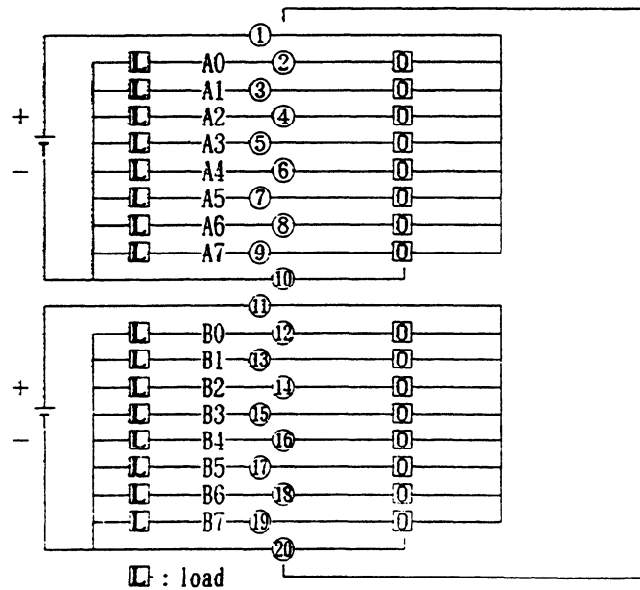 ①
L A0 ② O
L A1 ③ O
+ L A2 ④ O
L A3 ⑤ O
− L A4 ⑥ O
L A5 ⑦ O
L A6 ⑧ O
L A7 ⑨ O
⑩
⑪
L B0 ⑫ O
L B1 ⑬ O
+ L B2 ⑭ O
L B3 ⑮ O
− L B4 ⑯ O
L B5 ⑰ O
L B6 ⑱ O
L B7 ⑲ O
⑳
L : load